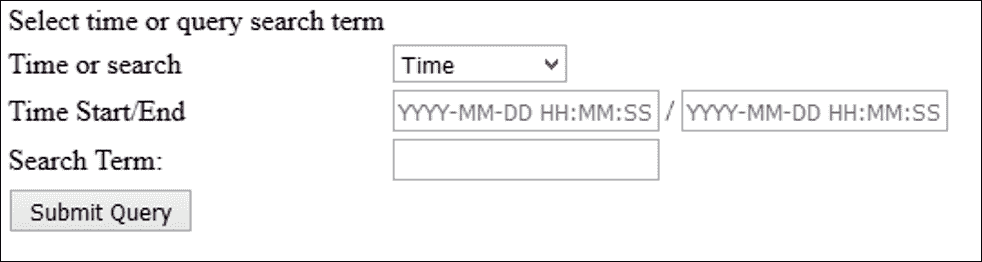 Select time or query search term
Time or search Time
Time Start/End YYYY-MM-DD HH:MM:SS / YYYY-MM-DD HH:MM:SS
Search Term:
Submit Query